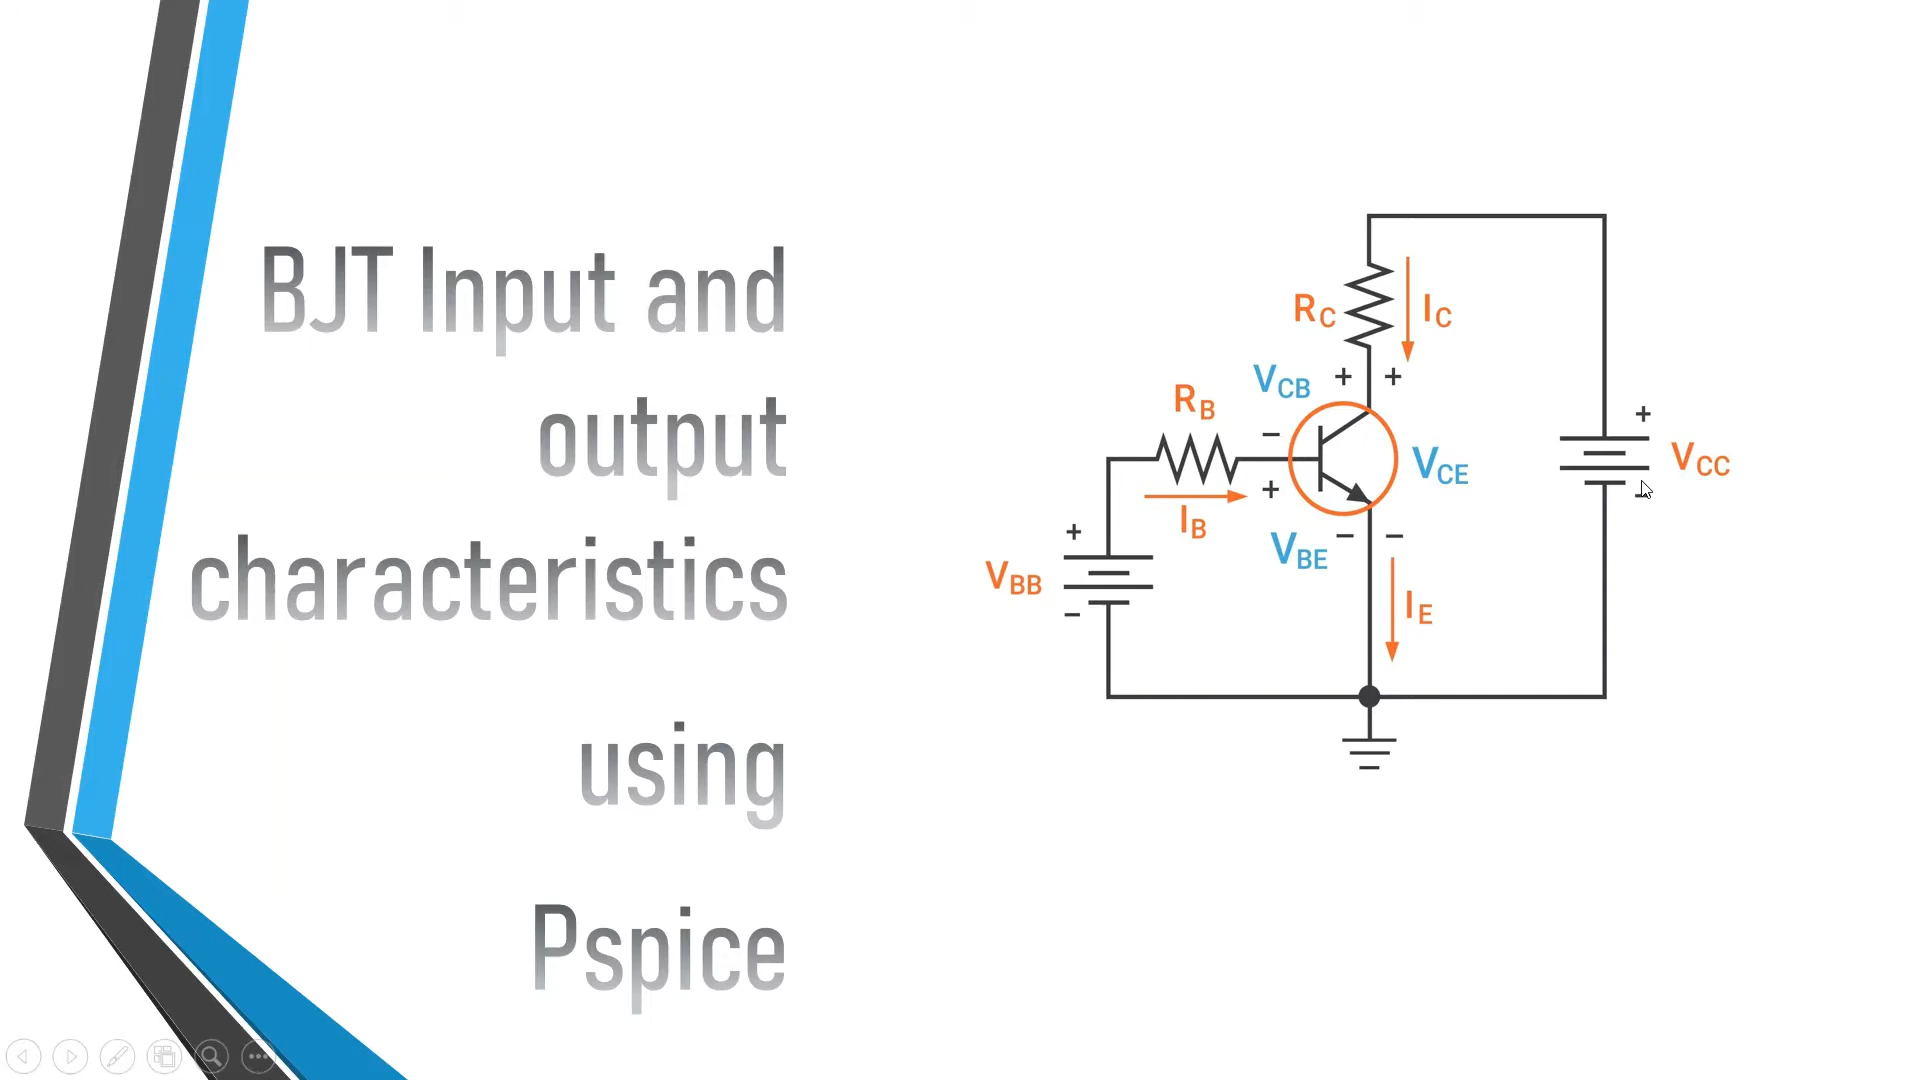 BJT Input and
output
characteristics
using
Pspice
RC
IC
VCB
+
+
RB
−
+
VCE
+
VCC
IB
+
VBE
−
−
VBB
−
IE